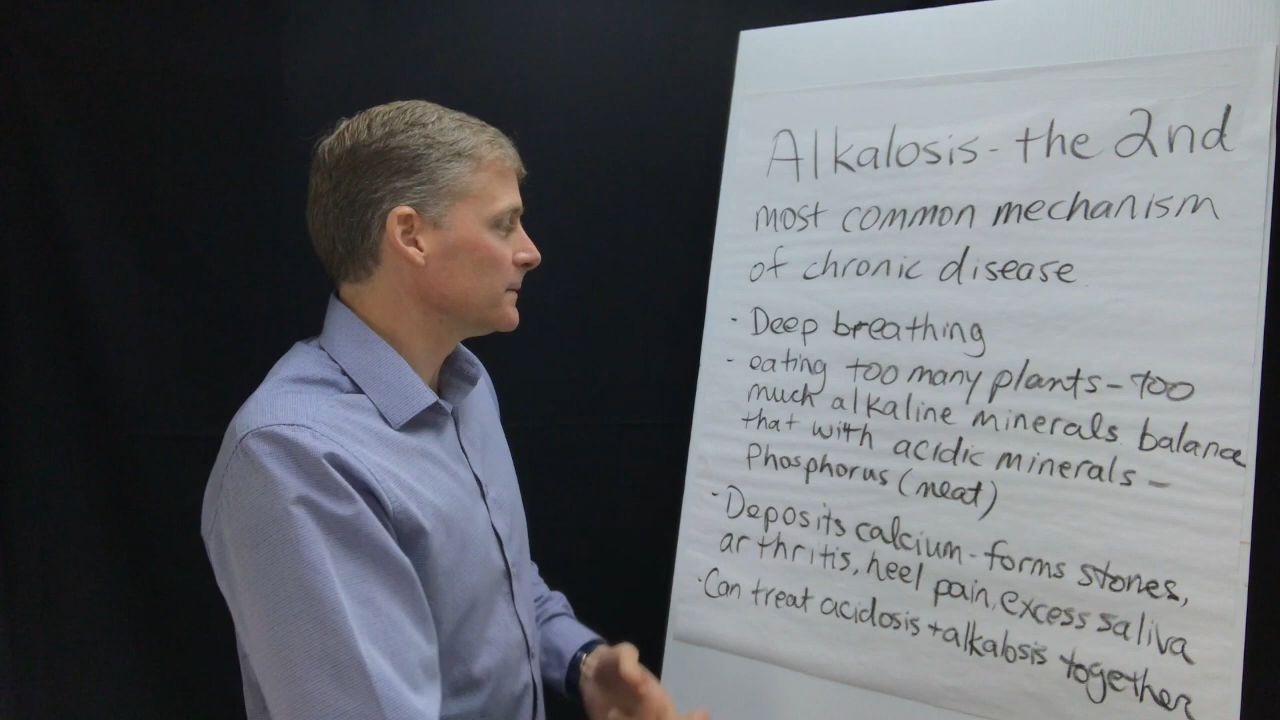 Alkalosis - the 2nd
most common mechanism
of chronic disease
- Deep breathing
- eating too many plants - too
much alkaline minerals balance
that with acidic minerals -
Phosphorus (meat)
- Deposits calcium - forms stones,
arthritis, heel pain, excess saliva
- Can treat acidosis + alkalosis together